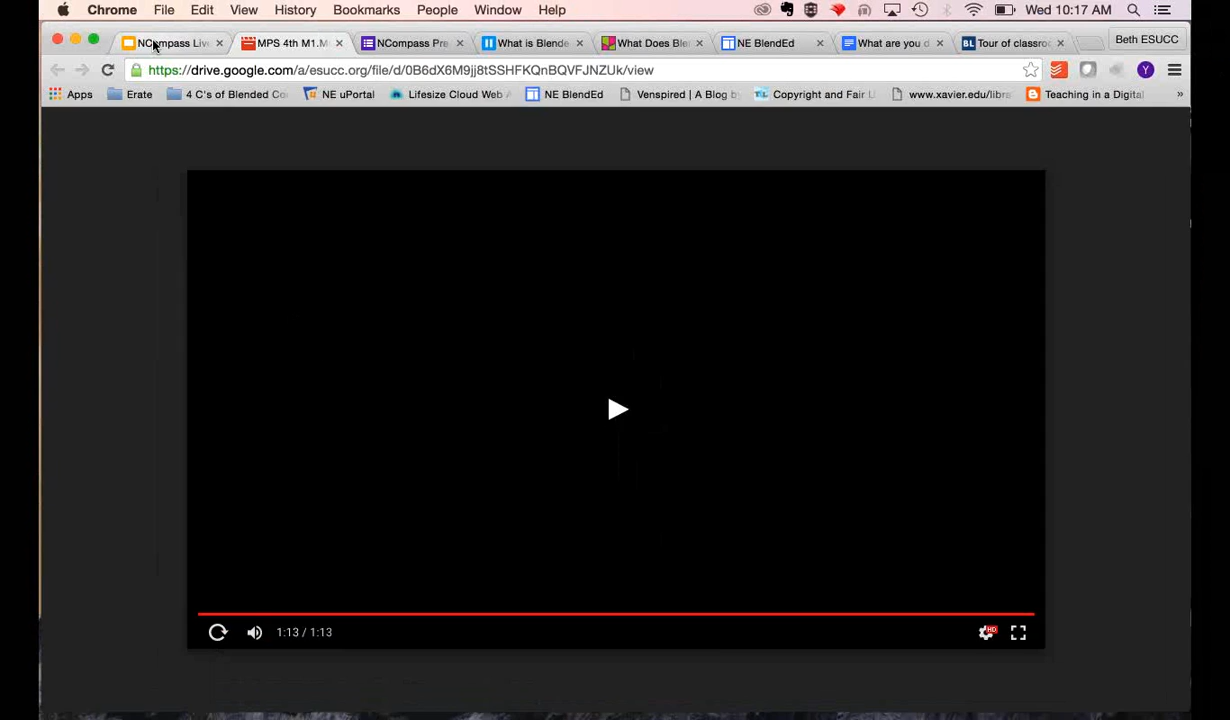 Chrome File Edit View History Bookmarks People Window Help Wed 10:17 AM
NCompass Live MPS 4th M1.M NCompass Pre What is Blende What Does Ble NE BlendEd What are you d Tour of classroo Beth ESUCC
https://drive.google.com/a/esucc.org/file/d/0B6dX6M9jj8tSSHFKQnBQVFJNZUk/view
Apps Erate 4 C's of Blended Co NE uPortal Lifesize Cloud Web NE BlendEd Venspired | A Blog by Copyright and Fair www.xavier.edu/libra Teaching in a Digital »
1:13 / 1:13 HD